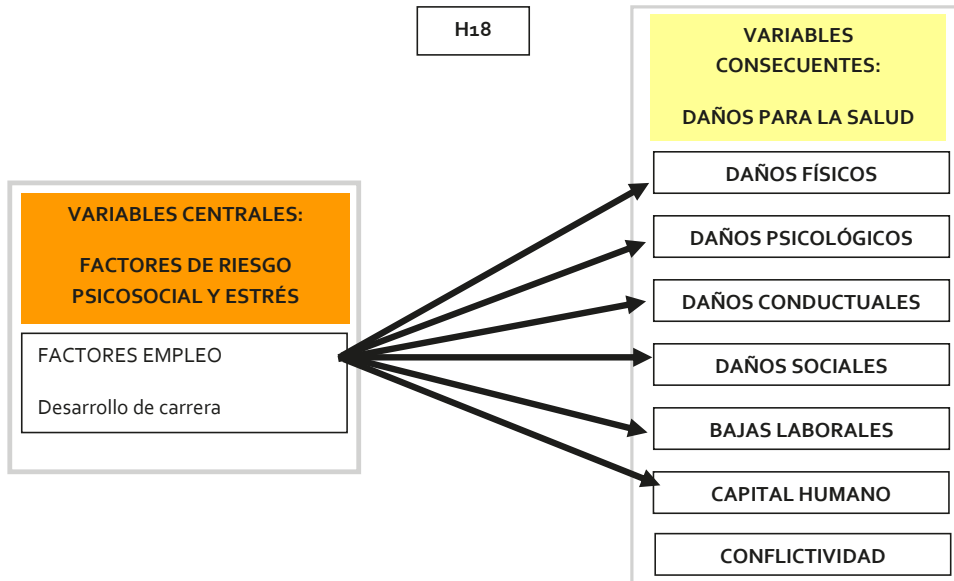 H18
VARIABLES
CONSECUENTES:
DAÑOS PARA LA SALUD
DAÑOS FÍSICOS
DAÑOS PSICOLÓGICOS
DAÑOS CONDUCTUALES
DAÑOS SOCIALES
BAJAS LABORALES
CAPITAL HUMANO
CONFLICTIVIDAD
VARIABLES CENTRALES:
FACTORES DE RIESGO
PSICOSOCIAL Y ESTRÉS
FACTORES EMPLEO
Desarrollo de carrera